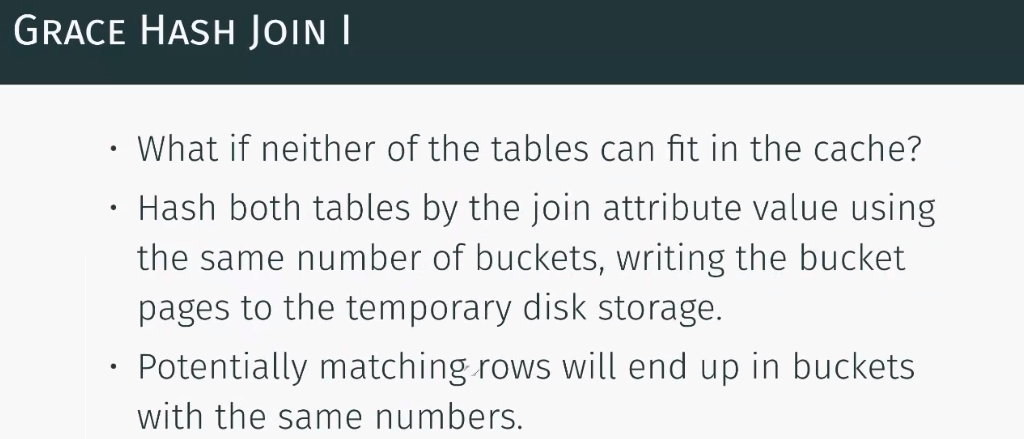 Grace Hash Join I
• What if neither of the tables can fit in the cache?
• Hash both tables by the join attribute value using
the same number of buckets, writing the bucket
pages to the temporary disk storage.
• Potentially matching rows will end up in buckets
with the same numbers.